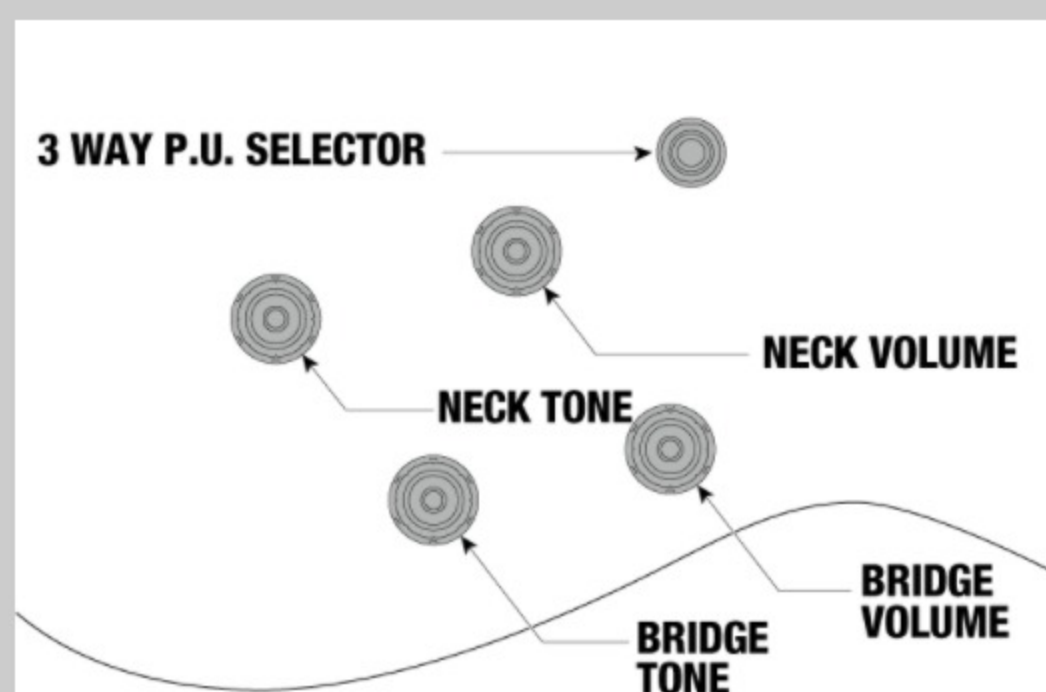 3 WAY P.U. SELECTOR
NECK VOLUME
NECK TONE
BRIDGE
VOLUME
BRIDGE
TONE